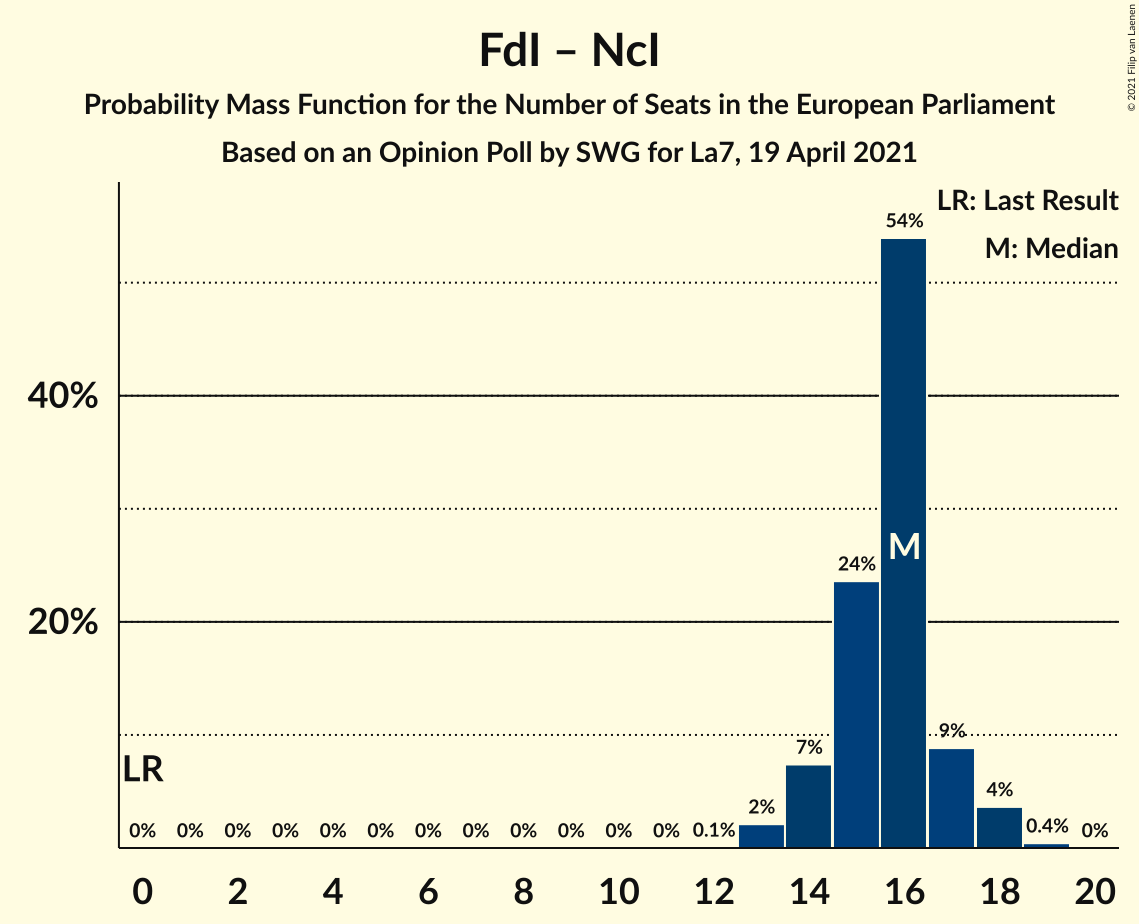 FdI – NcI
Probability Mass Function for the Number of Seats in the European Parliament
Based on an Opinion Poll by SWG for La7, 19 April 2021
© 2021 Filip van Laenen
LR: Last Result
M: Median
40%
20%
LR
M
0% 0% 0% 0% 0% 0% 0% 0% 0% 0% 0% 0% 0.1% 2% 7% 24% 54% 9% 4% 0.4% 0%
0 2 4 6 8 10 12 14 16 18 20